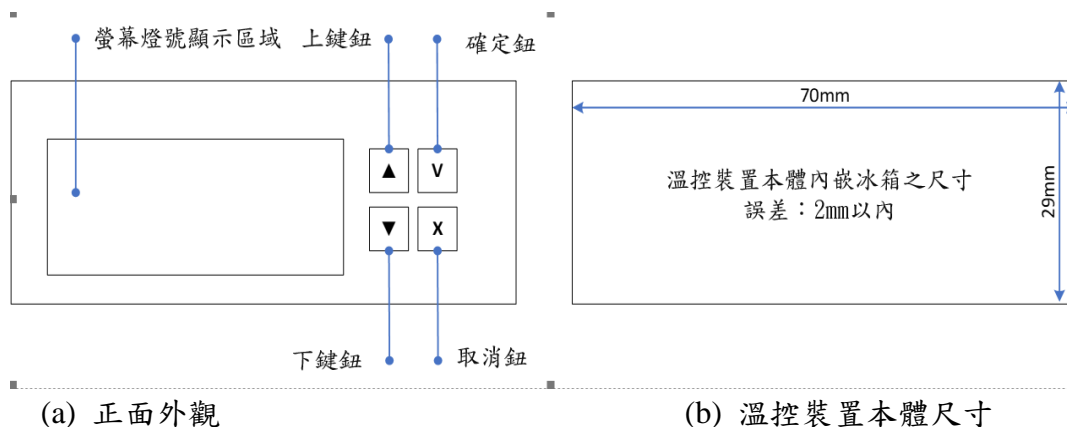 螢幕燈號顯示區域 上鍵鈕 確定鈕
▲ V
▼ X
下鍵鈕 取消鈕
(a) 正面外觀
70mm
溫控裝置本體內嵌冰箱之尺寸
誤差：2mm以內
29mm
(b) 溫控裝置本體尺寸